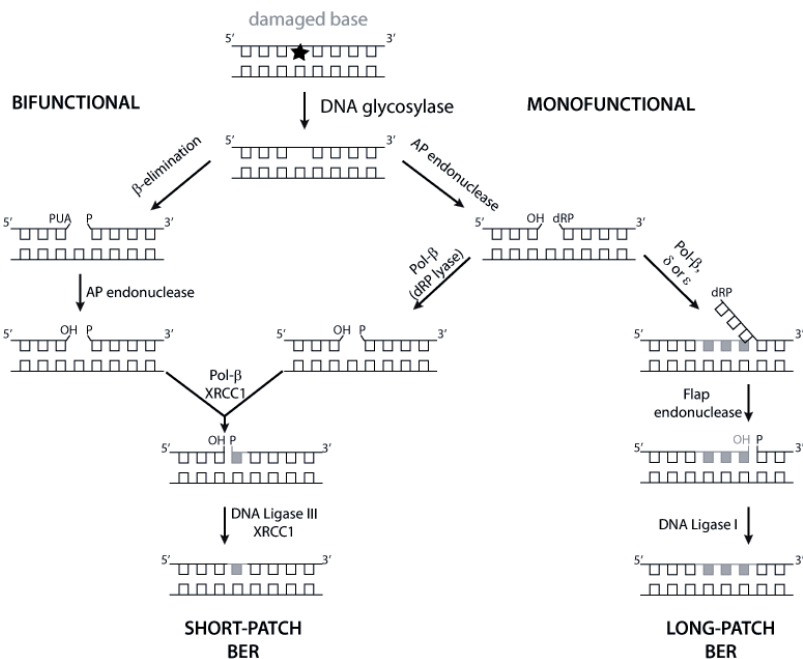 damaged base
5′ 3′
BIFUNCTIONAL
DNA glycosylase
MONOFUNCTIONAL
5′ 3′
β-elimination
AP endonuclease
5′ PUA P 3′
5′ OH dRP 3′
AP endonuclease
Pol-β
(dRP lyase)
Pol-β,
δ or ε
dRP
5′ OH P 3′
5′ OH P 3′
5′ 3′
Pol-β
XRCC1
Flap
endonuclease
OH P
5′ 3′
OH P
5′ 3′
DNA Ligase III
XRCC1
DNA Ligase I
5′ 3′
5′ 3′
SHORT-PATCH
BER
LONG-PATCH
BER